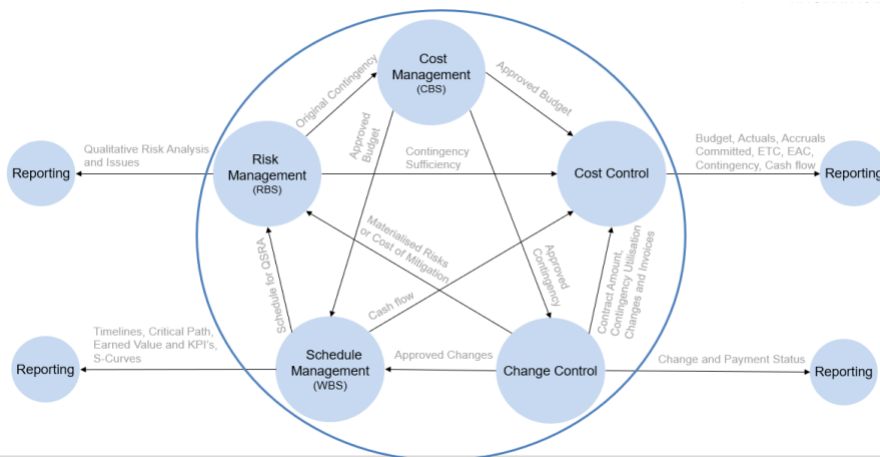 Cost
Management
(CBS)
Original Contingency
Approved Budget
Approved
Budget
Qualitative Risk Analysis
and Issues
Reporting
Risk
Management
(RBS)
Contingency
Sufficiency
Cost Control
Budget, Actuals, Accruals
Committed, ETC, EAC,
Contingency, Cash flow
Reporting
Schedule for QSRA
Materialised Risks
or Cost of Mitigation
Cash flow
Approved
Contingency
Contract Amount,
Contingency Utilisation
Changes and Invoices
Timelines, Critical Path,
Earned Value and KPI's,
S-Curves
Reporting
Schedule
Management
(WBS)
Approved Changes
Change Control
Change and Payment Status
Reporting